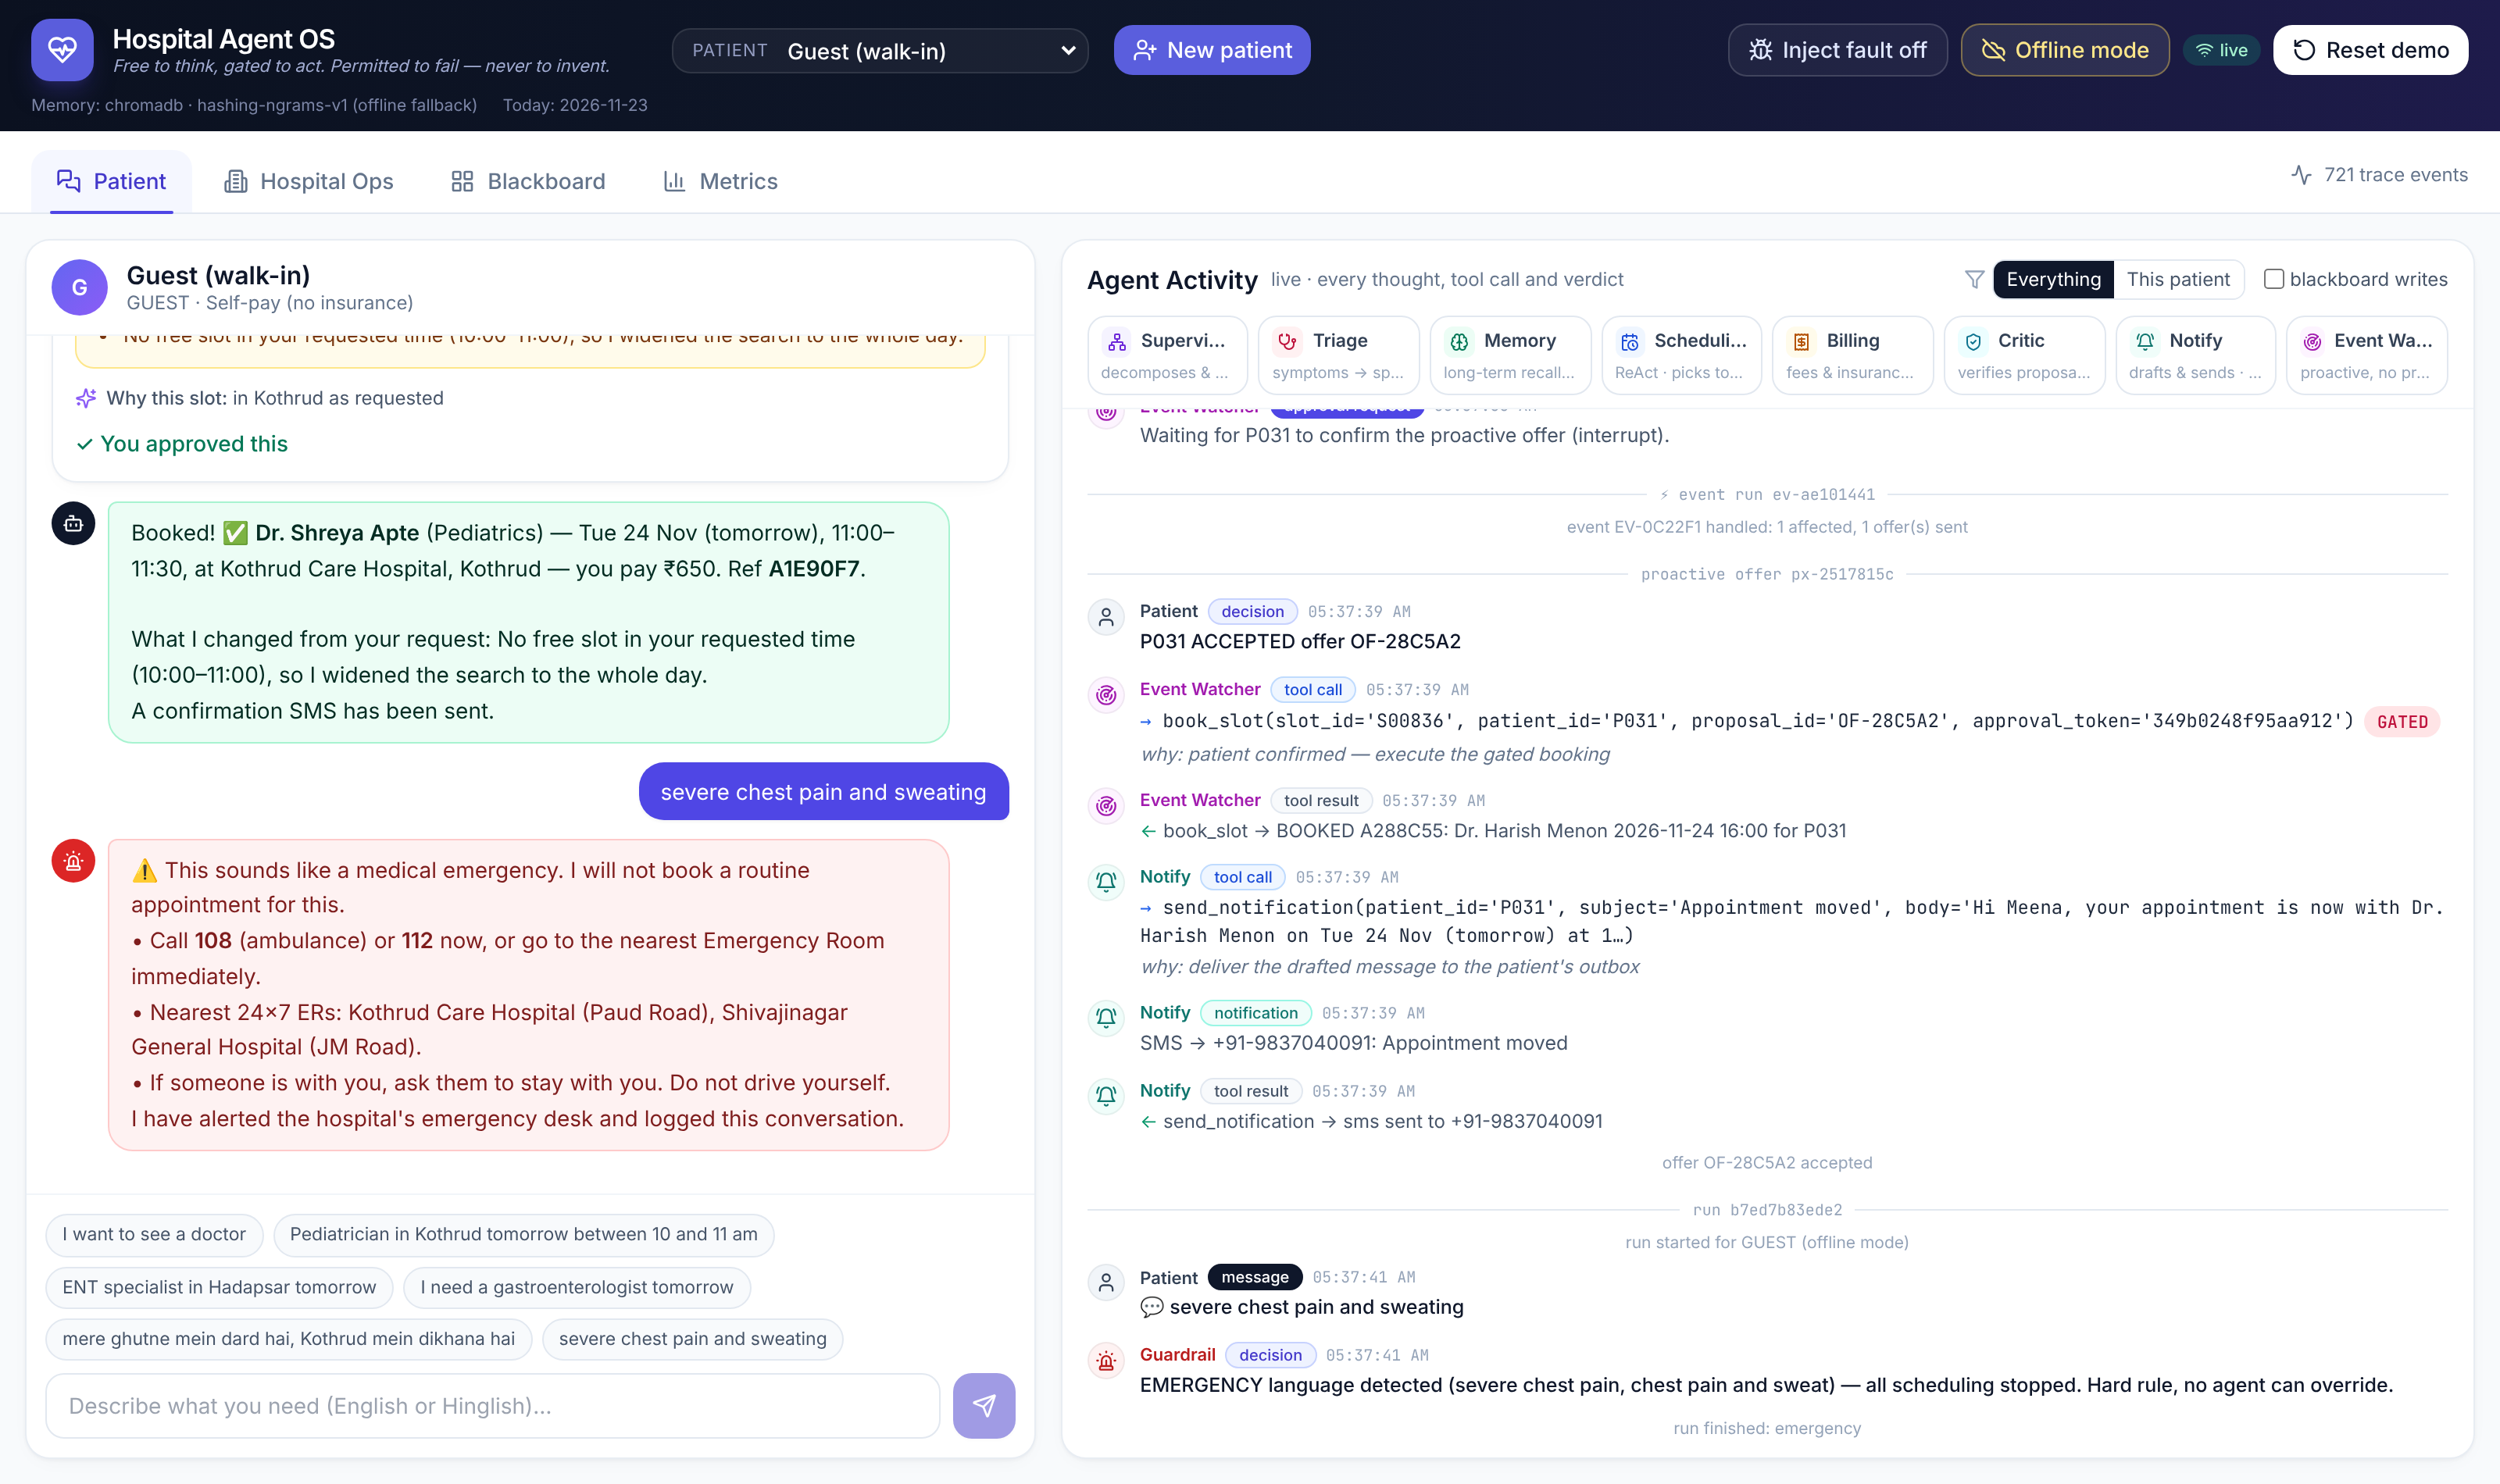 Hospital Agent OS
Free to think, gated to act. Permitted to fail — never to invent.
PATIENT Guest (walk-in)
New patient
Inject fault off
Offline mode
live
Reset demo
Memory: chromadb · hashing-ngrams-v1 (offline fallback) Today: 2026-11-23
Patient
Hospital Ops
Blackboard
Metrics
721 trace events
G
Guest (walk-in)
GUEST · Self-pay (no insurance)
• No free slot in your requested time (10:00–11:00), so I widened the search to the whole day.
Why this slot: in Kothrud as requested
✓ You approved this
Booked! ✅ Dr. Shreya Apte (Pediatrics) — Tue 24 Nov (tomorrow), 11:00–
11:30, at Kothrud Care Hospital, Kothrud — you pay ₹650. Ref A1E90F7.
What I changed from your request: No free slot in your requested time
(10:00–11:00), so I widened the search to the whole day.
A confirmation SMS has been sent.
severe chest pain and sweating
⚠️ This sounds like a medical emergency. I will not book a routine
appointment for this.
• Call 108 (ambulance) or 112 now, or go to the nearest Emergency Room
immediately.
• Nearest 24×7 ERs: Kothrud Care Hospital (Paud Road), Shivajinagar
General Hospital (JM Road).
• If someone is with you, ask them to stay with you. Do not drive yourself.
I have alerted the hospital's emergency desk and logged this conversation.
I want to see a doctor
Pediatrician in Kothrud tomorrow between 10 and 11 am
ENT specialist in Hadapsar tomorrow
I need a gastroenterologist tomorrow
mere ghutne mein dard hai, Kothrud mein dikhana hai
severe chest pain and sweating
Describe what you need (English or Hinglish)...
Agent Activity live · every thought, tool call and verdict
Everything
This patient
blackboard writes
Supervi...
decomposes & ...
Triage
symptoms → sp...
Memory
long-term recall...
Scheduli...
ReAct · picks to...
Billing
fees & insuranc...
Critic
verifies proposa...
Notify
drafts & sends · ...
Event Wa...
proactive, no pr...
Event Watcher approval request
Waiting for P031 to confirm the proactive offer (interrupt).
⚡ event run ev-ae101441
event EV-0C22F1 handled: 1 affected, 1 offer(s) sent
proactive offer px-2517815c
Patient decision 05:37:39 AM
P031 ACCEPTED offer OF-28C5A2
Event Watcher tool call 05:37:39 AM
→ book_slot(slot_id='S00836', patient_id='P031', proposal_id='OF-28C5A2', approval_token='349b0248f95aa912') GATED
why: patient confirmed — execute the gated booking
Event Watcher tool result 05:37:39 AM
← book_slot → BOOKED A288C55: Dr. Harish Menon 2026-11-24 16:00 for P031
Notify tool call 05:37:39 AM
→ send_notification(patient_id='P031', subject='Appointment moved', body='Hi Meena, your appointment is now with Dr.
Harish Menon on Tue 24 Nov (tomorrow) at 1…)
why: deliver the drafted message to the patient's outbox
Notify notification 05:37:39 AM
SMS → +91-9837040091: Appointment moved
Notify tool result 05:37:39 AM
← send_notification → sms sent to +91-9837040091
offer OF-28C5A2 accepted
run b7ed7b83ede2
run started for GUEST (offline mode)
Patient message 05:37:41 AM
💬 severe chest pain and sweating
Guardrail decision 05:37:41 AM
EMERGENCY language detected (severe chest pain, chest pain and sweat) — all scheduling stopped. Hard rule, no agent can override.
run finished: emergency